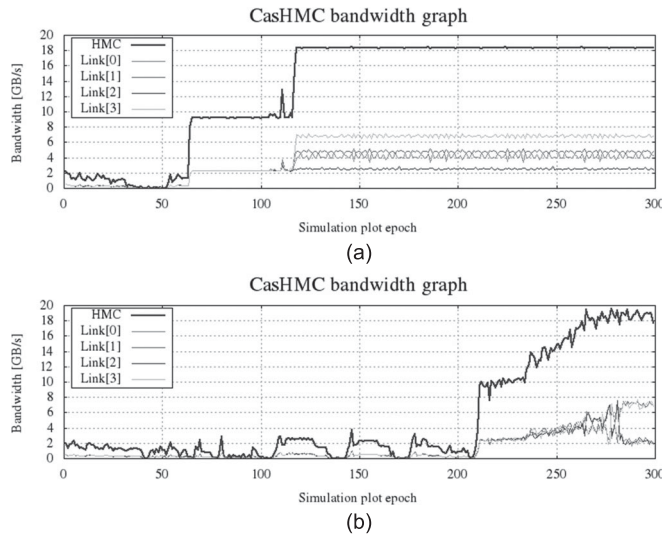 CasHMC bandwidth graph
Bandwidth [GB/s]
20
18
16
14
12
10
8
6
4
2
0
HMC
Link[0]
Link[1]
Link[2]
Link[3]
0 50 100 150 200 250 300
Simulation plot epoch
(a)
CasHMC bandwidth graph
Bandwidth [GB/s]
20
18
16
14
12
10
8
6
4
2
0
HMC
Link[0]
Link[1]
Link[2]
Link[3]
0 50 100 150 200 250 300
Simulation plot epoch
(b)